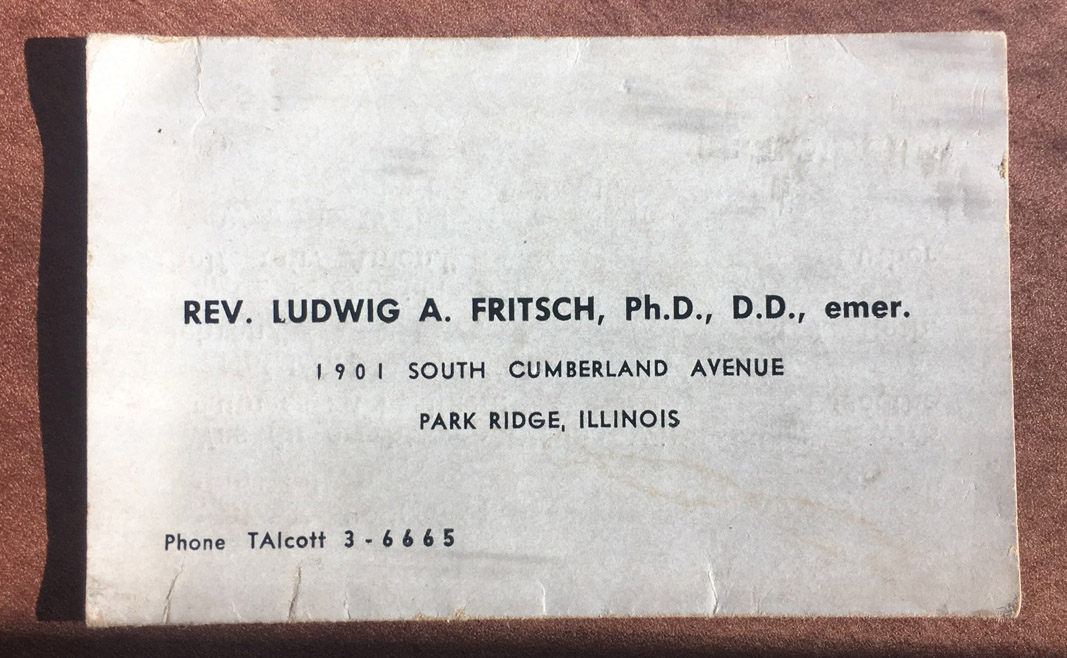 REV. LUDWIG A. FRITSCH, Ph.D., D.D., emer.
1901 SOUTH CUMBERLAND AVENUE
PARK RIDGE, ILLINOIS
Phone TAlcott 3-6665